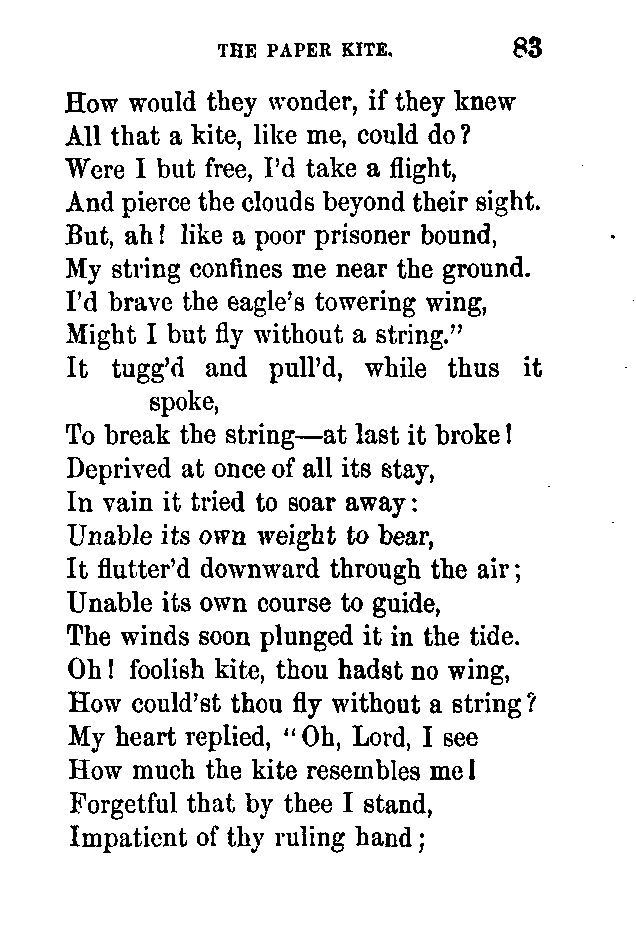 THE PAPER KITE. 83
How would they wonder, if they knew
All that a kite, like me, could do?
Were I but free, I'd take a flight,
And pierce the clouds beyond their sight.
But, ah! like a poor prisoner bound,
My string confines me near the ground.
I'd brave the eagle's towering wing,
Might I but fly without a string."
It tugg'd and pull'd, while thus it
spoke,
To break the string—at last it broke!
Deprived at once of all its stay,
In vain it tried to soar away:
Unable its own weight to bear,
It flutter'd downward through the air;
Unable its own course to guide,
The winds soon plunged it in the tide.
Oh! foolish kite, thou hadst no wing,
How could'st thou fly without a string?
My heart replied, "Oh, Lord, I see
How much the kite resembles me!
Forgetful that by thee I stand,
Impatient of thy ruling hand;